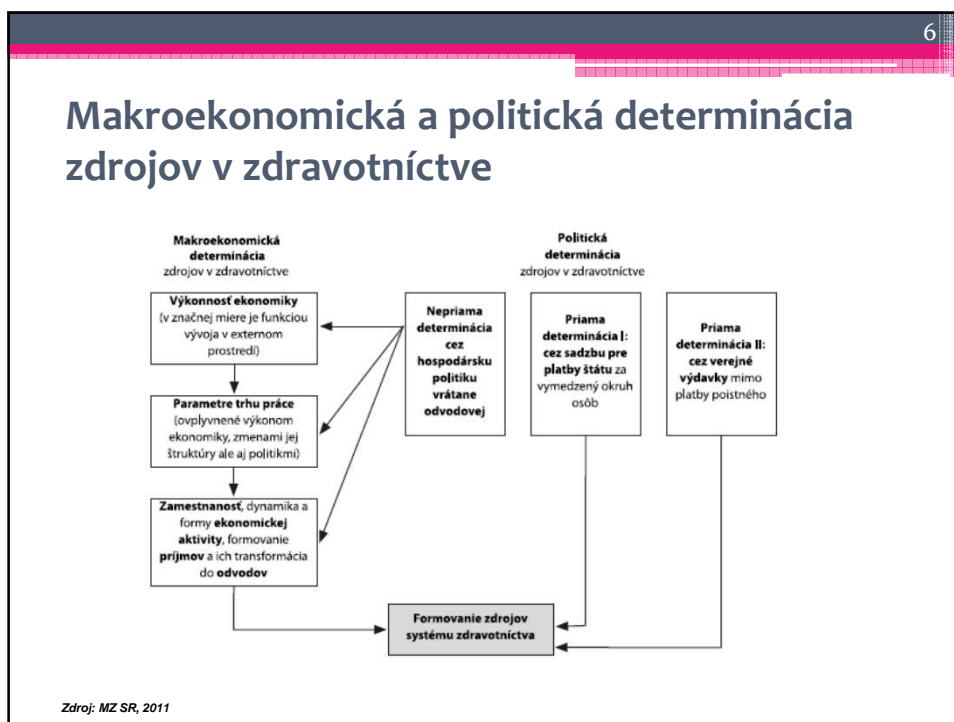 6
Makroekonomická a politická determinácia
zdrojov v zdravotníctve
Makroekonomická
determinácia
zdrojov v zdravotníctve
Politická
determinácia
zdrojov v zdravotníctve
Výkonnosť ekonomiky
(v značnej miere je funkciou
vývoja v externom
prostredí)
Nepriama
determinácia
cez
hospodársku
politiku
vrátane
odvodovej
Priama
determinácia I:
cez sadzbu pre
platby štátu za
vymedzený okruh
osôb
Priama
determinácia II:
cez verejné
výdavky mimo
platby poistného
Parametre trhu práce
(ovplyvnené výkonom
ekonomiky, zmenami jej
štruktúry ale aj politikmi)
Zamestnanosť, dynamika a
formy ekonomickej
aktivity, formovanie
príjmov a ich transformácia
do odvodov
Formovanie zdrojov
systému zdravotníctva
Zdroj: MZ SR, 2011